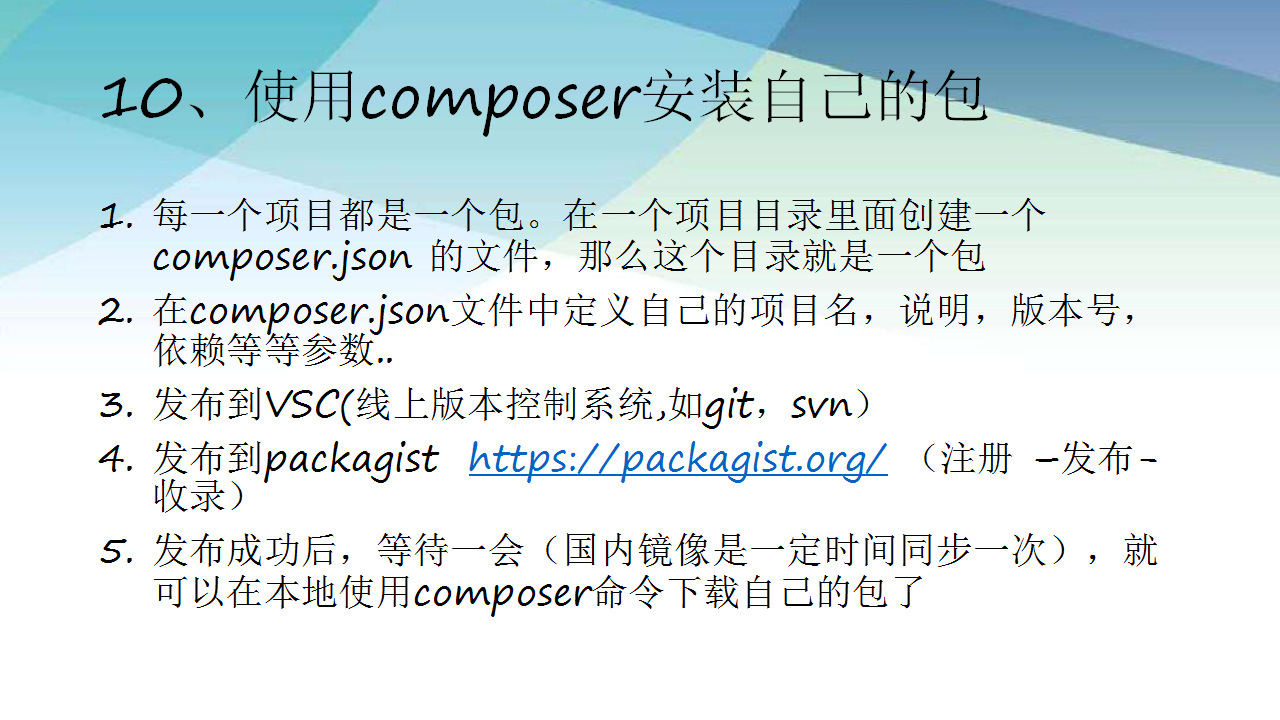 10、使用composer安装自己的包
1. 每一个项目都是一个包。在一个项目目录里面创建一个
composer.json 的文件，那么这个目录就是一个包
2. 在composer.json文件中定义自己的项目名，说明，版本号，
依赖等等参数..
3. 发布到VSC(线上版本控制系统,如git，svn）
4. 发布到packagist https://packagist.org/ （注册 –发布-
收录）
5. 发布成功后，等待一会（国内镜像是一定时间同步一次），就
可以在本地使用composer命令下载自己的包了